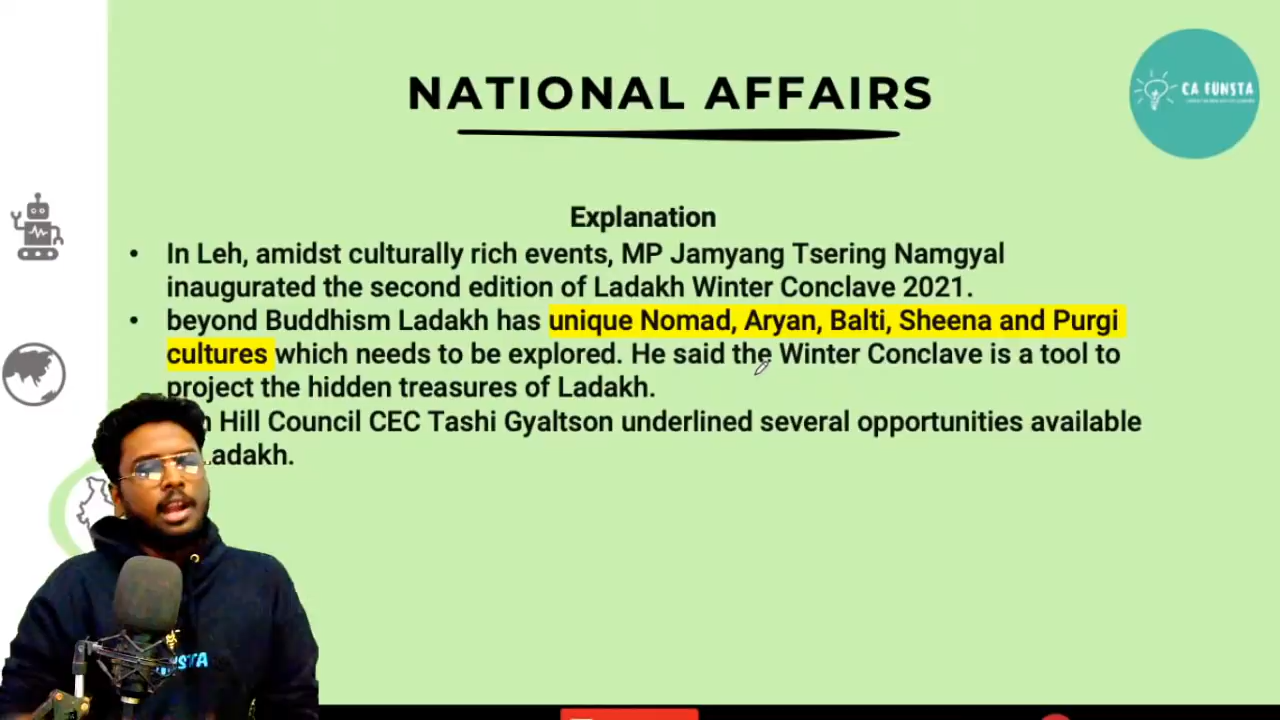 NATIONAL AFFAIRS
CA FUNSTA
Explanation
• In Leh, amidst culturally rich events, MP Jamyang Tsering Namgyal
inaugurated the second edition of Ladakh Winter Conclave 2021.
• beyond Buddhism Ladakh has unique Nomad, Aryan, Balti, Sheena and Purgi
cultures which needs to be explored. He said the Winter Conclave is a tool to
project the hidden treasures of Ladakh.
Hill Council CEC Tashi Gyaltson underlined several opportunities available
adakh.
STA